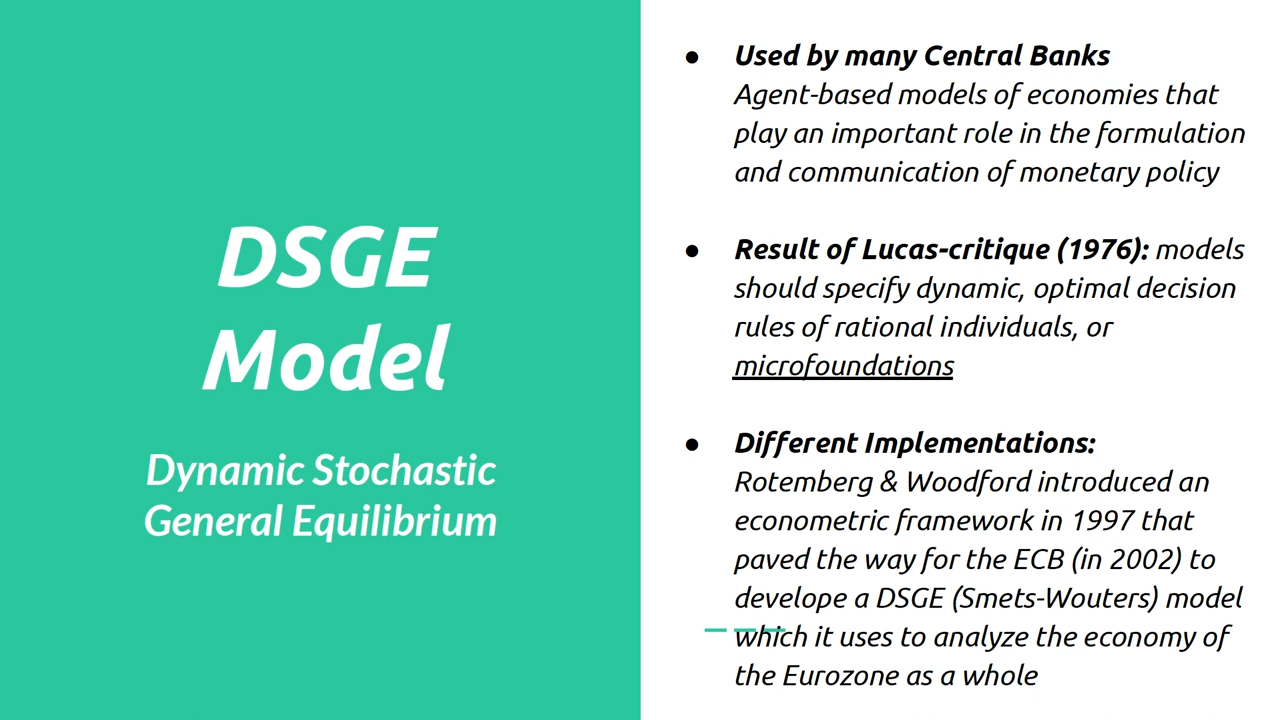 DSGE
Model
Dynamic Stochastic
General Equilibrium
● Used by many Central Banks
Agent-based models of economies that
play an important role in the formulation
and communication of monetary policy
● Result of Lucas-critique (1976): models
should specify dynamic, optimal decision
rules of rational individuals, or
microfoundations
● Different Implementations:
Rotemberg & Woodford introduced an
econometric framework in 1997 that
paved the way for the ECB (in 2002) to
develope a DSGE (Smets-Wouters) model
which it uses to analyze the economy of
the Eurozone as a whole